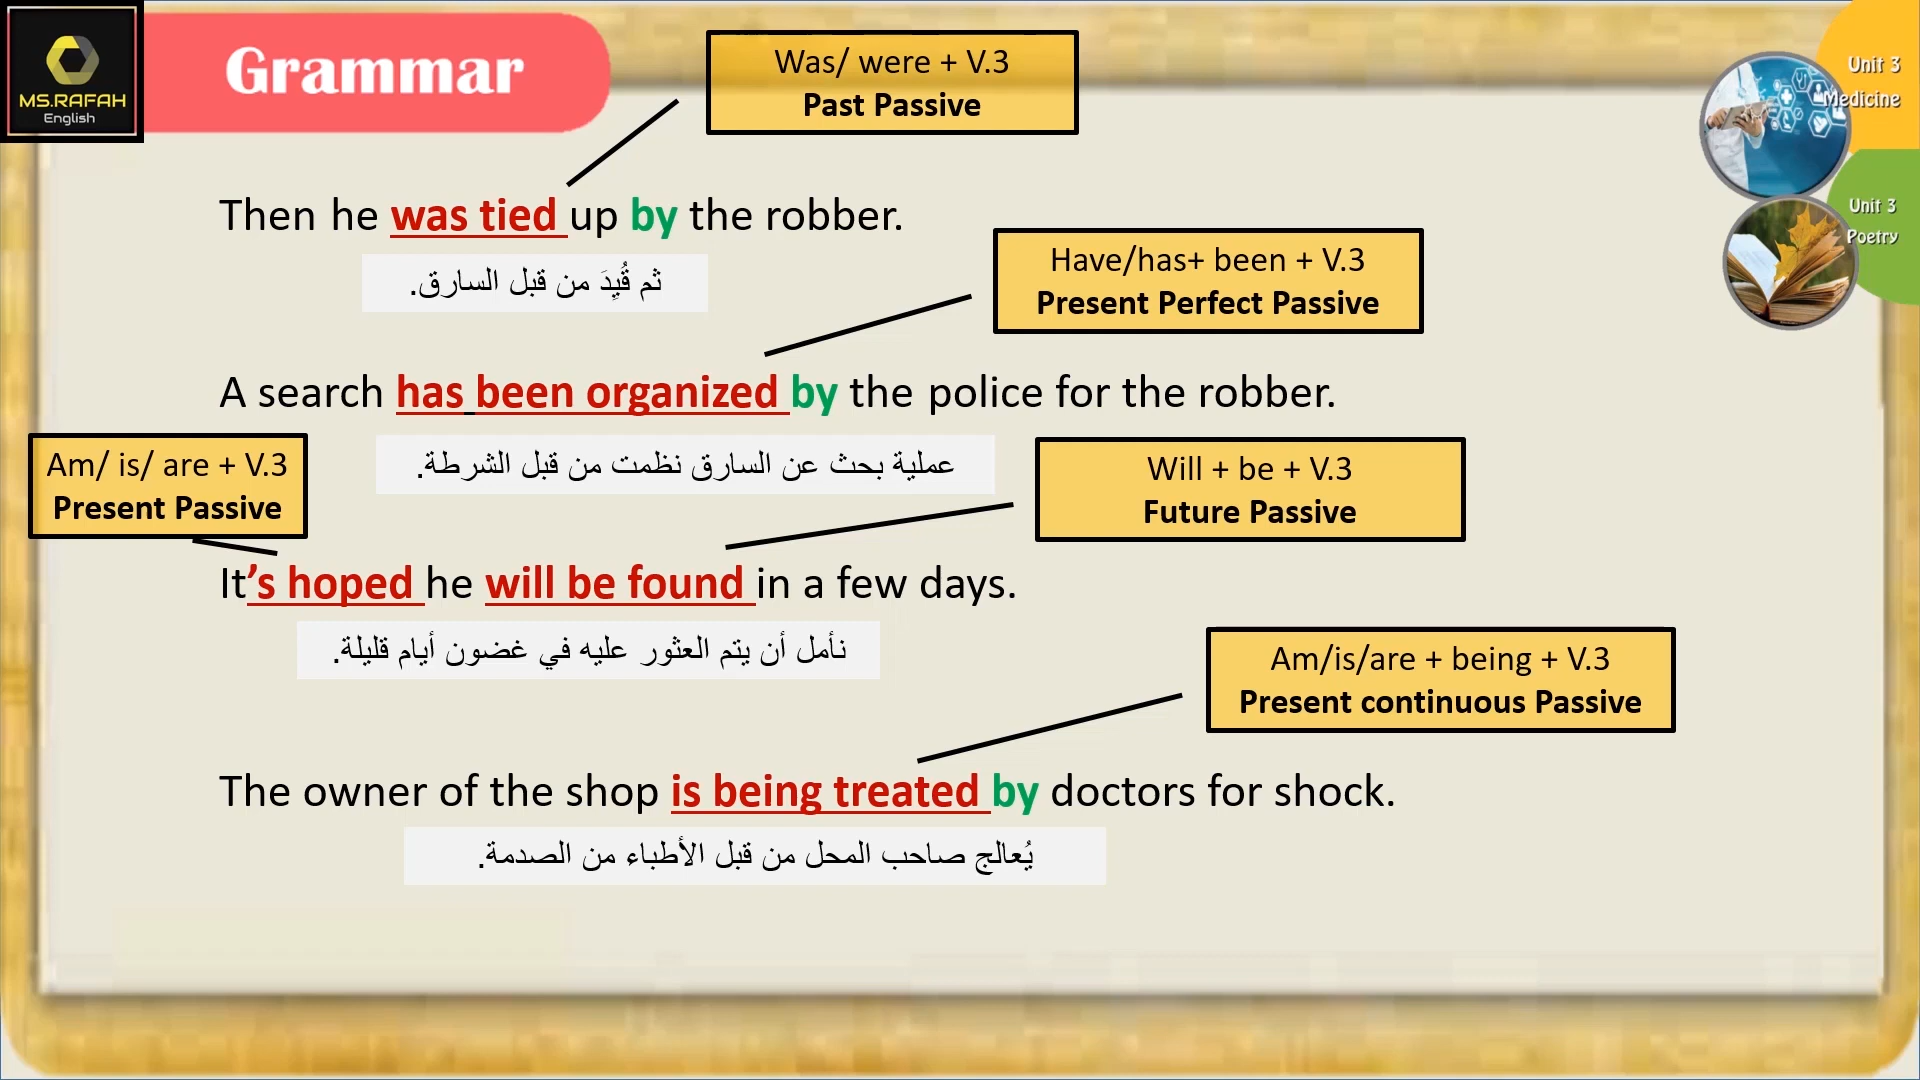 MS.RAFAH
English
Grammar
Was/ were + V.3
Past Passive
Unit 3
Medicine
Unit 3
Poetry
Then he was tied up by the robber.
ثم قُيِدَ من قبل السارق.
Have/has+ been + V.3
Present Perfect Passive
A search has been organized by the police for the robber.
عملية بحث عن السارق نظمت من قبل الشرطة.
Am/ is/ are + V.3
Present Passive
Will + be + V.3
Future Passive
It’s hoped he will be found in a few days.
نأمل أن يتم العثور عليه في غضون أيام قليلة.
Am/is/are + being + V.3
Present continuous Passive
The owner of the shop is being treated by doctors for shock.
يُعالج صاحب المحل من قبل الأطباء من الصدمة.